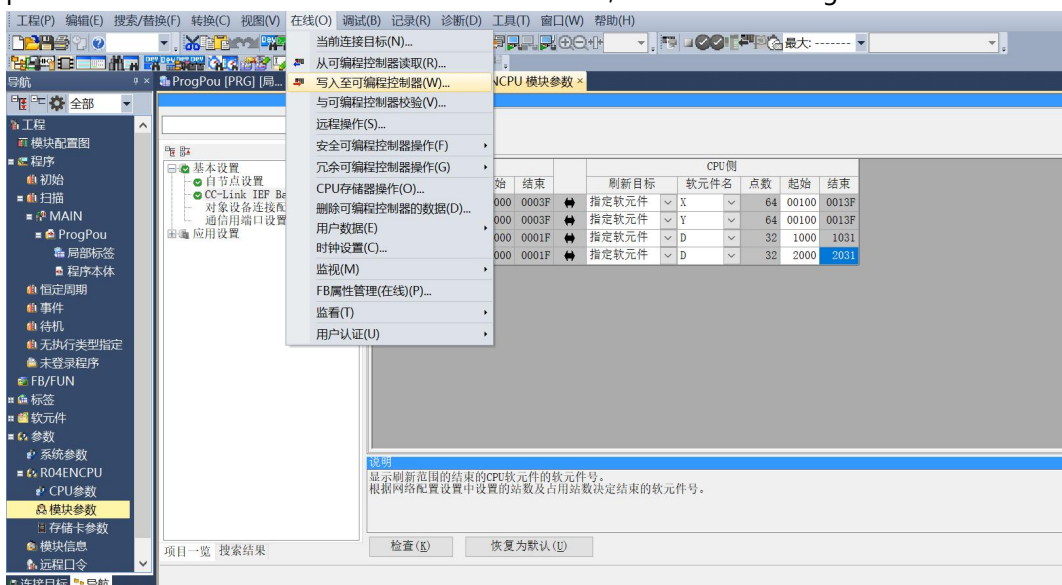 工程(P) 编辑(E) 搜索/替换(F) 转换(C) 视图(V) 在线(O) 调试(B) 记录(R) 诊断(D) 工具(T) 窗口(W) 帮助(H)
最大: -------
导航
ProgPou [PRG] [局...
NCPU 模块参数
全部
当前连接目标(N)...
从可编程控制器读取(R)...
写入至可编程控制器(W)...
与可编程控制器校验(V)...
远程操作(S)...
安全可编程控制器操作(F)
冗余可编程控制器操作(G)
CPU存储器操作(O)...
删除可编程控制器的数据(D)...
用户数据(E)
时钟设置(C)...
监视(M)
FB属性管理(在线)(P)...
监看(T)
用户认证(U)
工程
模块配置图
程序
初始
扫描
MAIN
ProgPou
局部标签
程序本体
恒定周期
事件
待机
无执行类型指定
未登录程序
FB/FUN
标签
软元件
参数
系统参数
R04ENCPU
CPU参数
模块参数
存储卡参数
模块信息
远程口令
连接目标 导航
基本设置
自节点设置
CC-Link IEF Ba
对象设备连接配
通信用端口设置
应用设置
项目一览 搜索结果
CPU侧
始 结束 刷新目标 软元件名 点数 起始 结束
000 0003F 指定软元件 X 64 00100 0013F
000 0003F 指定软元件 Y 64 00100 0013F
000 0001F 指定软元件 D 32 1000 1031
000 0001F 指定软元件 D 32 2000 2031
说明
显示刷新范围的结束的CPU软元件的软元件号。
根据网络配置设置中设置的站数及占用站数决定结束的软元件号。
检查(K) 恢复为默认(U)